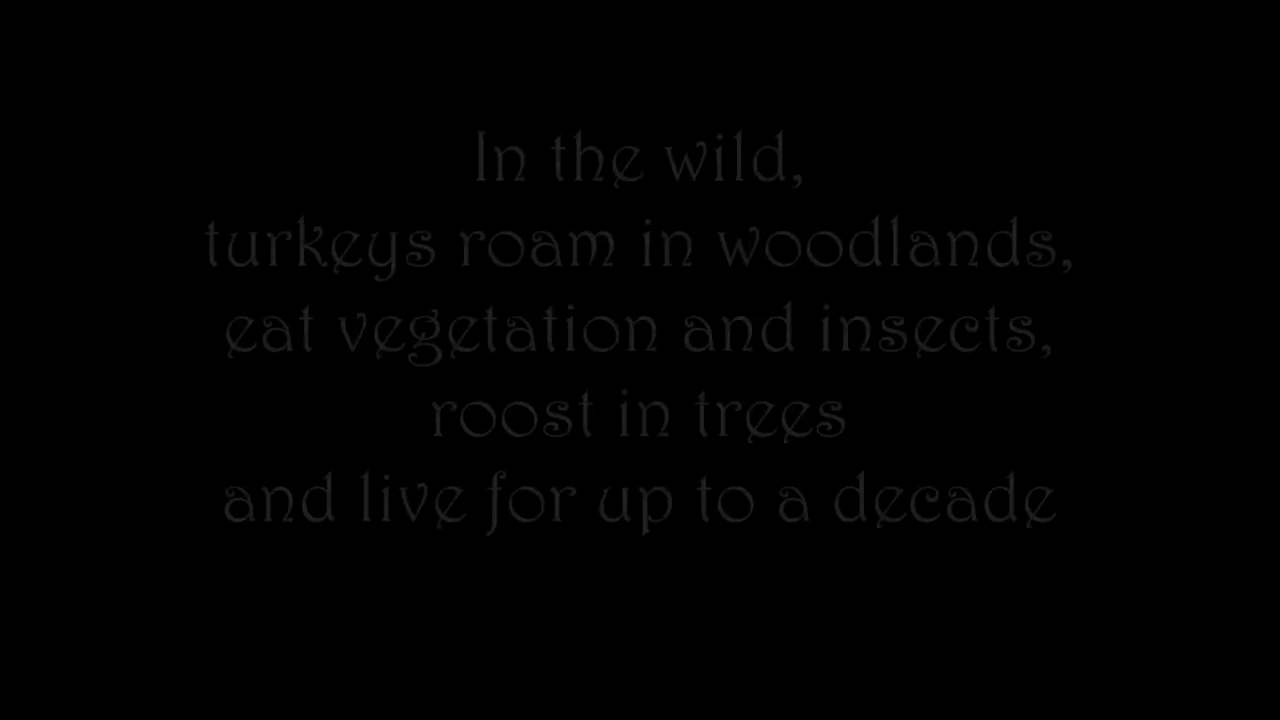 In the wild,
turkeys roam in woodlands,
eat vegetation and insects,
roost in trees
and live for up to a decade